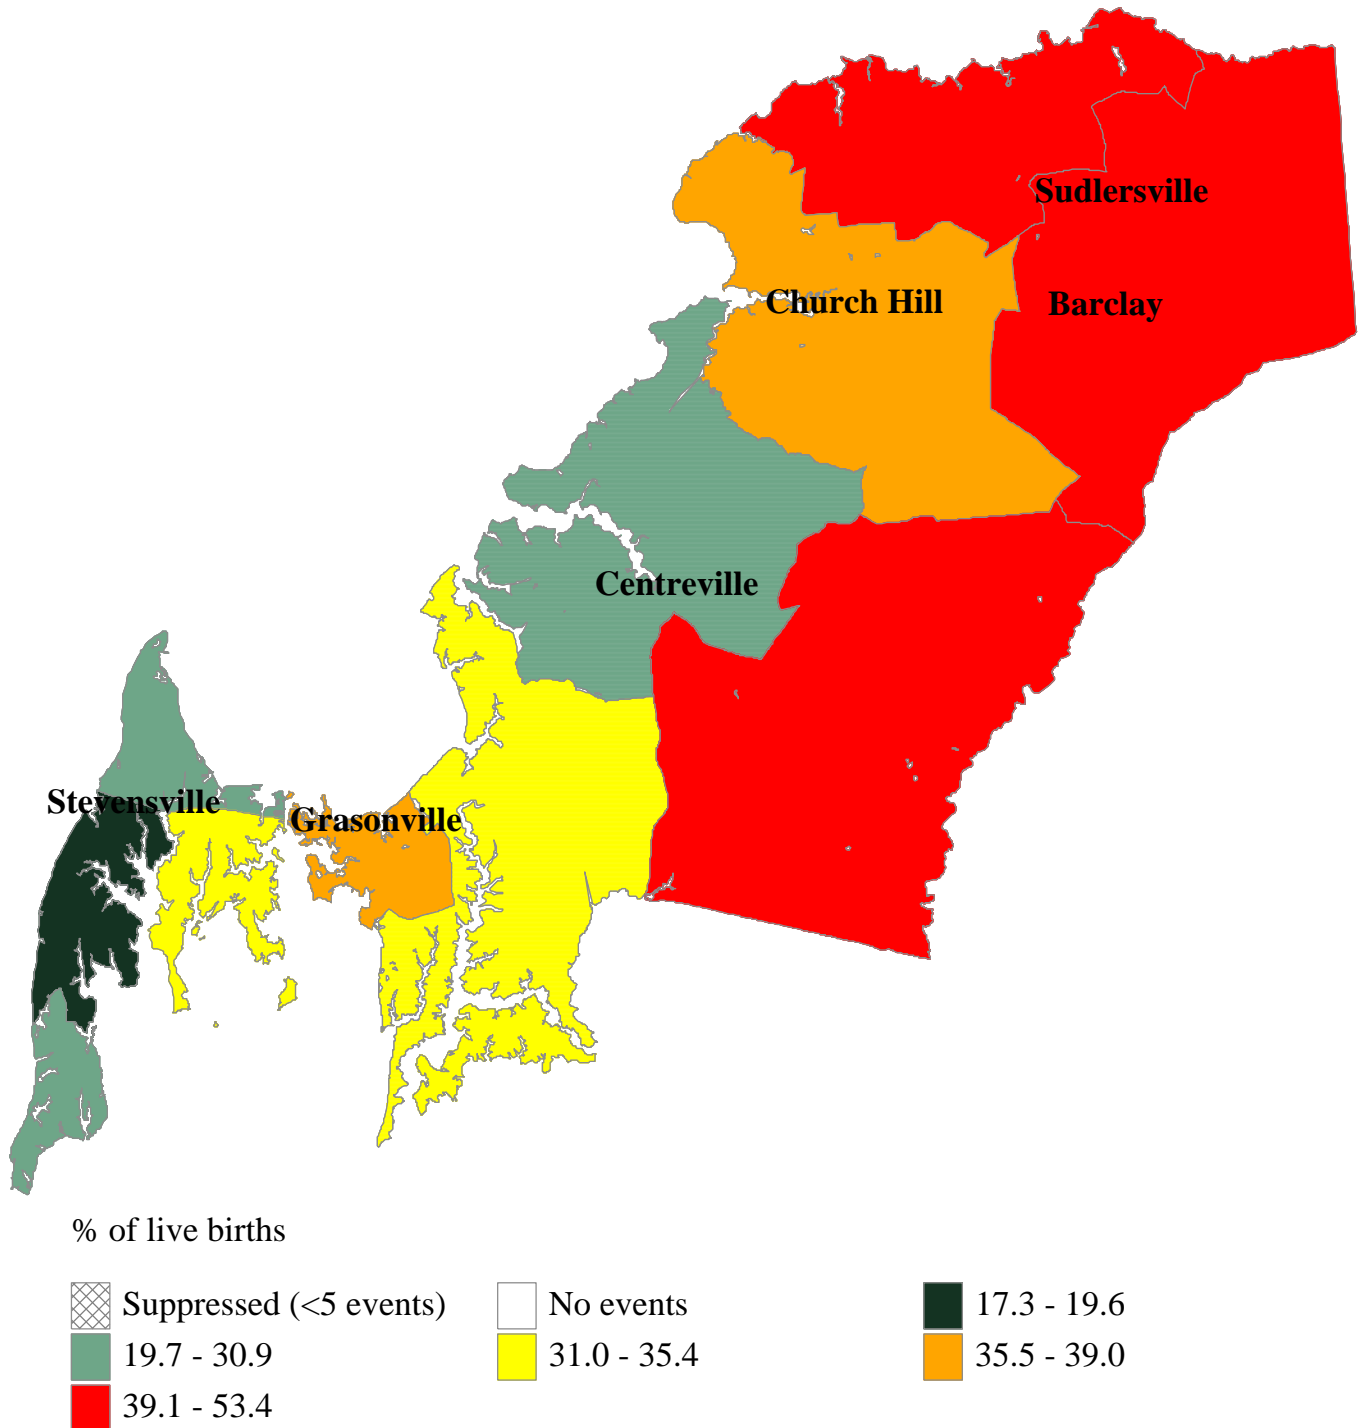 Sudlersville
Church Hill
Barclay
Centreville
Stevensville
Grasonville
% of live births
Suppressed (<5 events)
No events
17.3 - 19.6
19.7 - 30.9
31.0 - 35.4
35.5 - 39.0
39.1 - 53.4